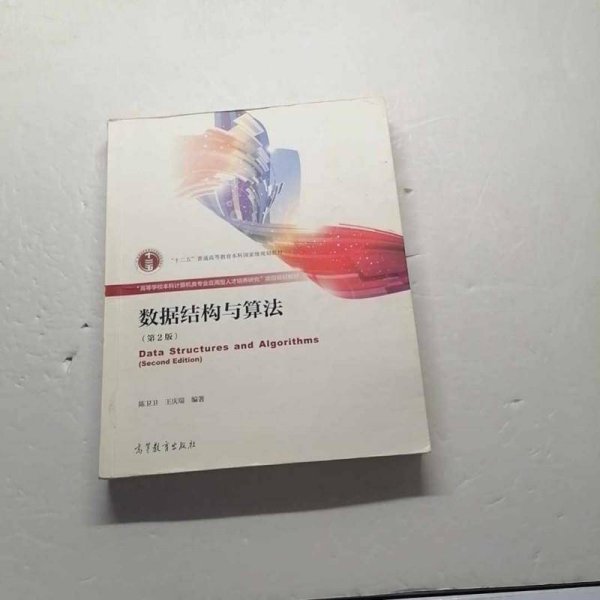 十二五
"十二五"普通高等教育本科国家级规划教材
"高等学校本科计算机类专业应用型人才培养研究"项目规划教材
数据结构与算法
(第2版)
Data Structures and Algorithms
(Second Edition)
陈卫卫 王庆瑞 编著
高等教育出版社